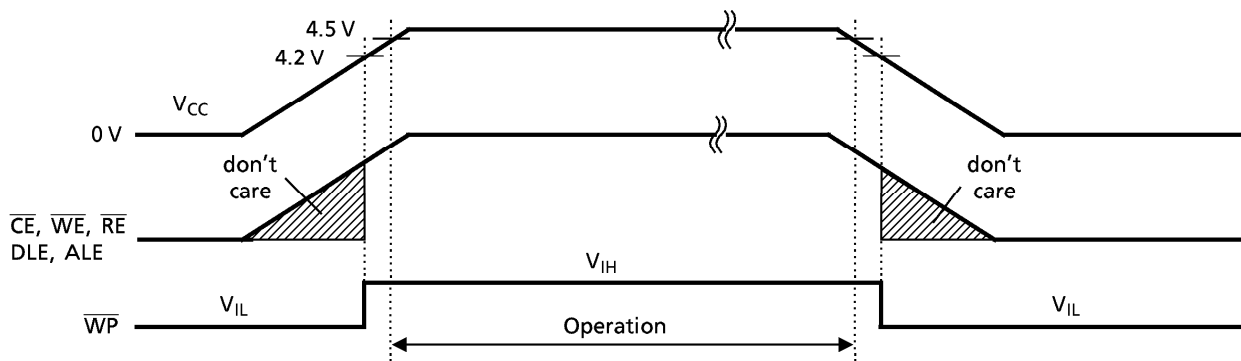 4.5 V
4.2 V
VCC
0 V
don't
care
don't
care
CE, WE, RE
DLE, ALE
VIH
VIL
VIL
WP
Operation